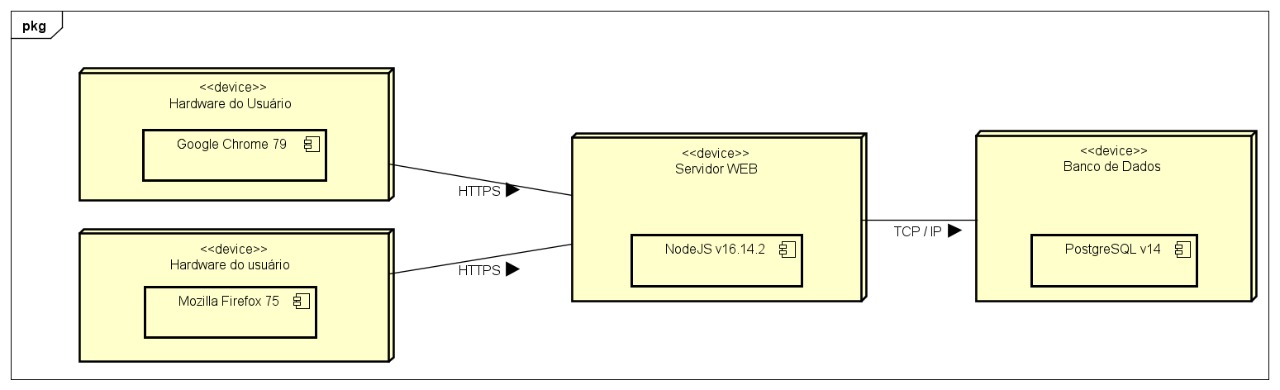 pkg
<<device>>
Hardware do Usuário
Google Chrome 79
HTTPS
<<device>>
Hardware do usuário
Mozilla Firefox 75
HTTPS
<<device>>
Servidor WEB
NodeJS v16.14.2
TCP / IP
<<device>>
Banco de Dados
PostgreSQL v14